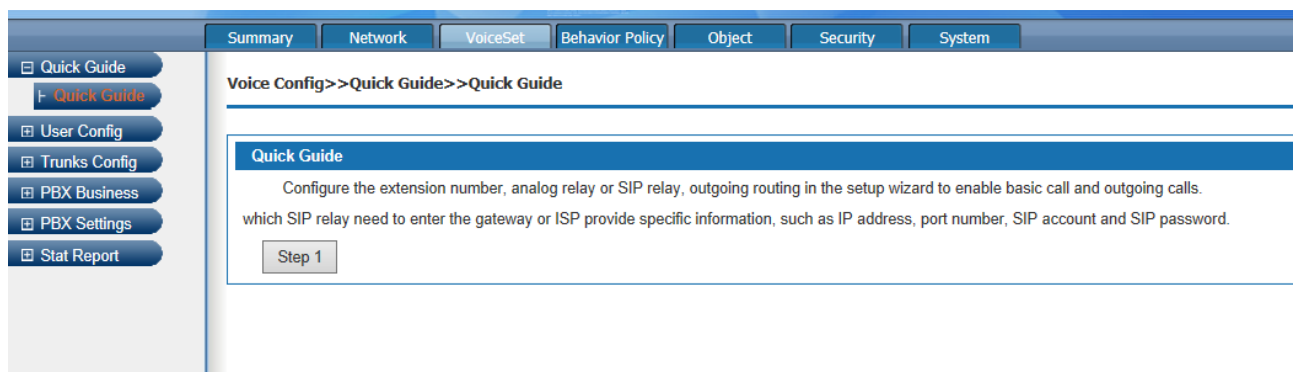 Summary Network VoiceSet Behavior Policy Object Security System
Quick Guide
Quick Guide
User Config
Trunks Config
PBX Business
PBX Settings
Stat Report
Voice Config>>Quick Guide>>Quick Guide
Quick Guide
Configure the extension number, analog relay or SIP relay, outgoing routing in the setup wizard to enable basic call and outgoing calls.
which SIP relay need to enter the gateway or ISP provide specific information, such as IP address, port number, SIP account and SIP password.
Step 1